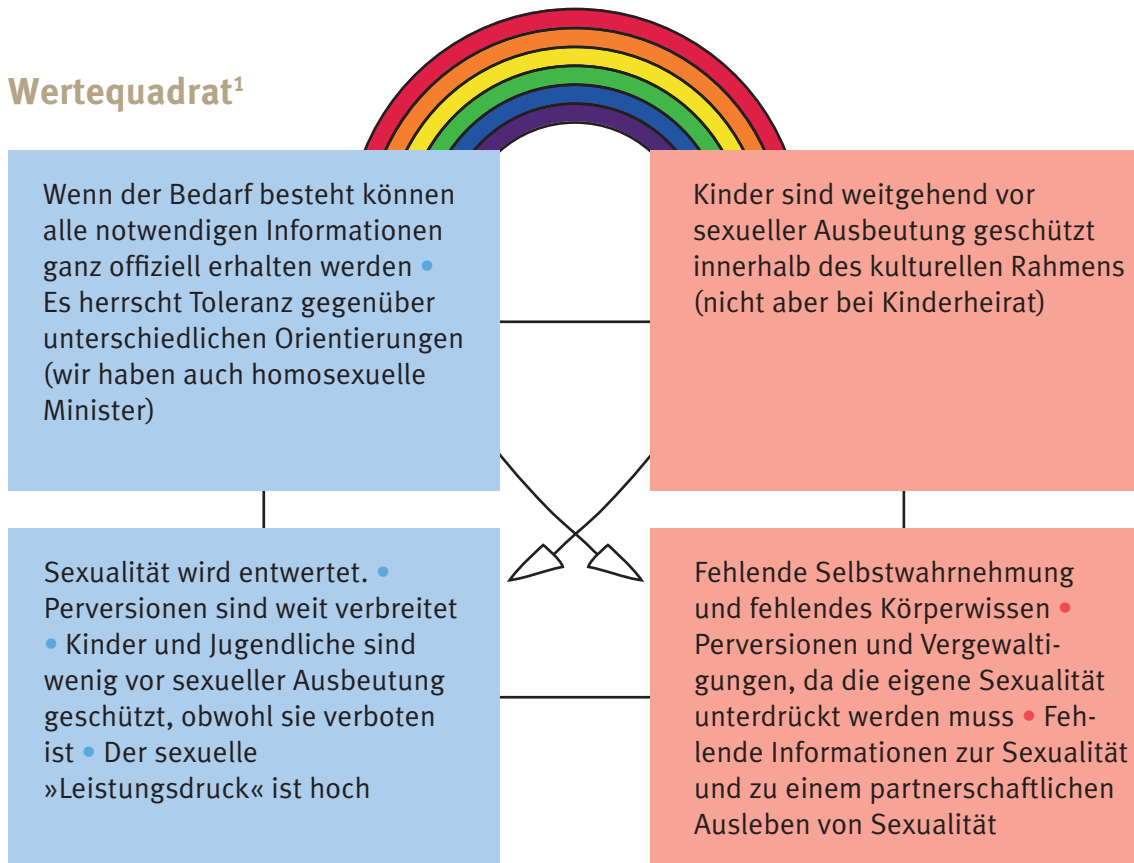 Wertequadrat¹
Wenn der Bedarf besteht können
alle notwendigen Informationen
ganz offiziell erhalten werden •
Es herrscht Toleranz gegenüber
unterschiedlichen Orientierungen
(wir haben auch homosexuelle
Minister)
Kinder sind weitgehend vor
sexueller Ausbeutung geschützt
innerhalb des kulturellen Rahmens
(nicht aber bei Kinderheirat)
Sexualität wird entwertet. •
Perversionen sind weit verbreitet
• Kinder und Jugendliche sind
wenig vor sexueller Ausbeutung
geschützt, obwohl sie verboten
ist • Der sexuelle
»Leistungsdruck« ist hoch
Fehlende Selbstwahrnehmung
und fehlendes Körperwissen •
Perversionen und Vergewalti-
gungen, da die eigene Sexualität
unterdrückt werden muss • Feh-
lende Informationen zur Sexualität
und zu einem partnerschaftlichen
Ausleben von Sexualität